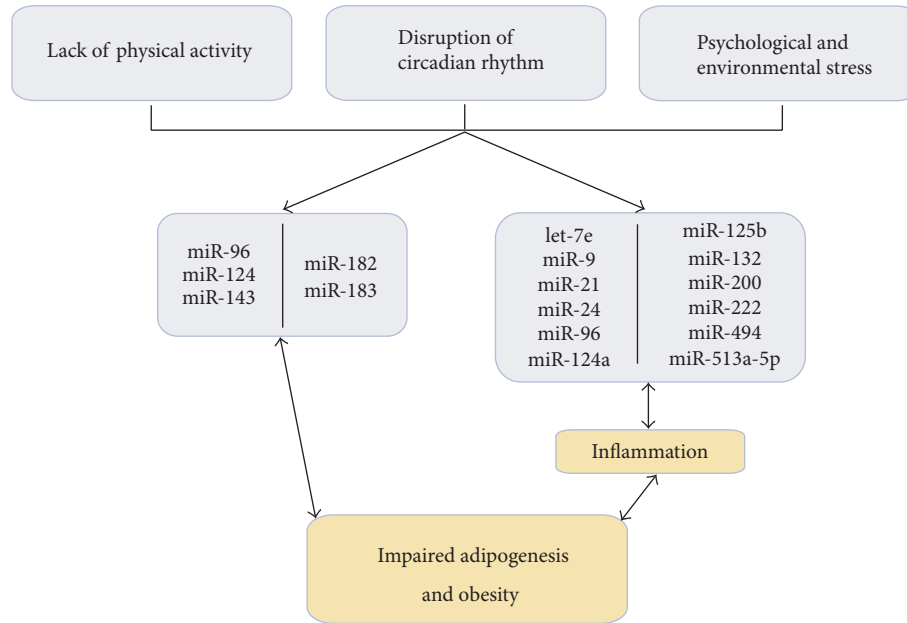 Lack of physical activity
Disruption of
circadian rhythm
Psychological and
environmental stress
miR-96
miR-124
miR-143
miR-182
miR-183
let-7e
miR-9
miR-21
miR-24
miR-96
miR-124a
miR-125b
miR-132
miR-200
miR-222
miR-494
miR-513a-5p
Inflammation
Impaired adipogenesis
and obesity